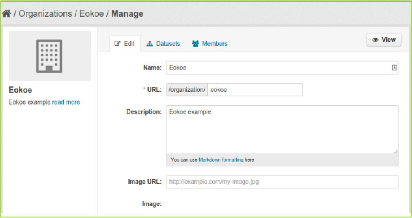 / Organizations / Eokoe / Manage
Edit
Datasets
Members
View
Eokoe
Eokoe example read more
Name:
Eokoe
* URL:
/organization/
eokoe
Description:
Eokoe example
You can use Markdown formatting here
Image URL:
http://example.com/my-image.jpg
Image: